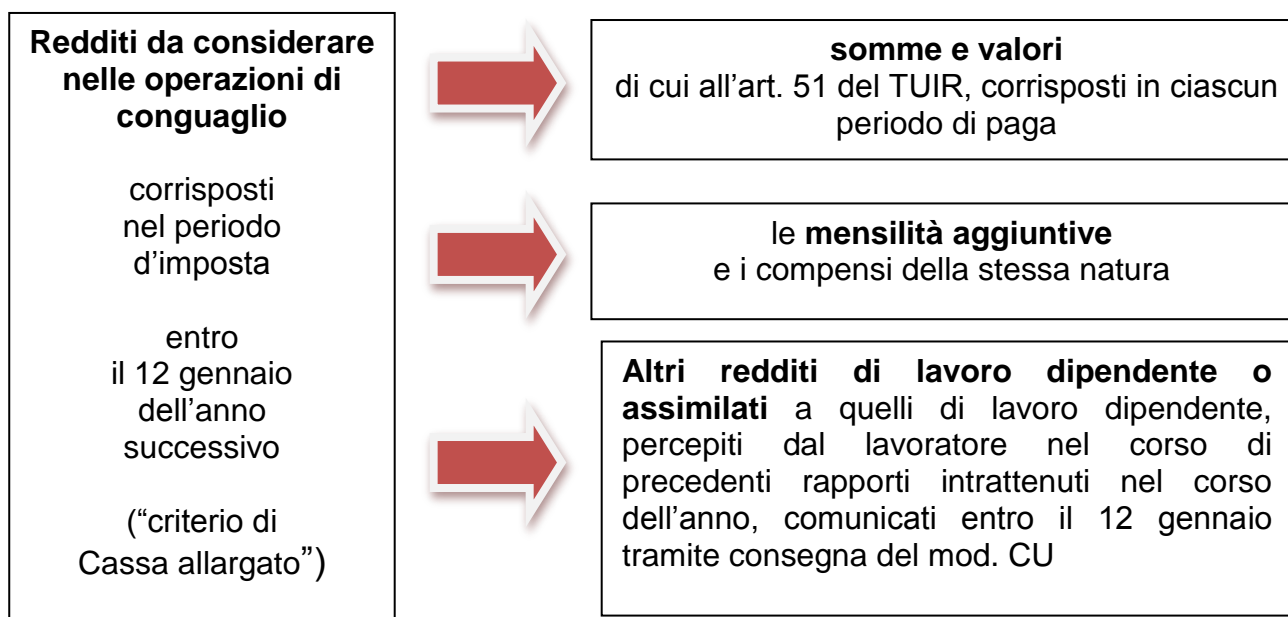 Redditi da considerare
nelle operazioni di
conguaglio
corrisposti
nel periodo
d'imposta
entro
il 12 gennaio
dell'anno
successivo
("criterio di
Cassa allargato")
somme e valori
di cui all'art. 51 del TUIR, corrisposti in ciascun
periodo di paga
le mensilità aggiuntive
e i compensi della stessa natura
Altri redditi di lavoro dipendente o
assimilati a quelli di lavoro dipendente,
percepiti dal lavoratore nel corso di
precedenti rapporti intrattenuti nel corso
dell'anno, comunicati entro il 12 gennaio
tramite consegna del mod. CU